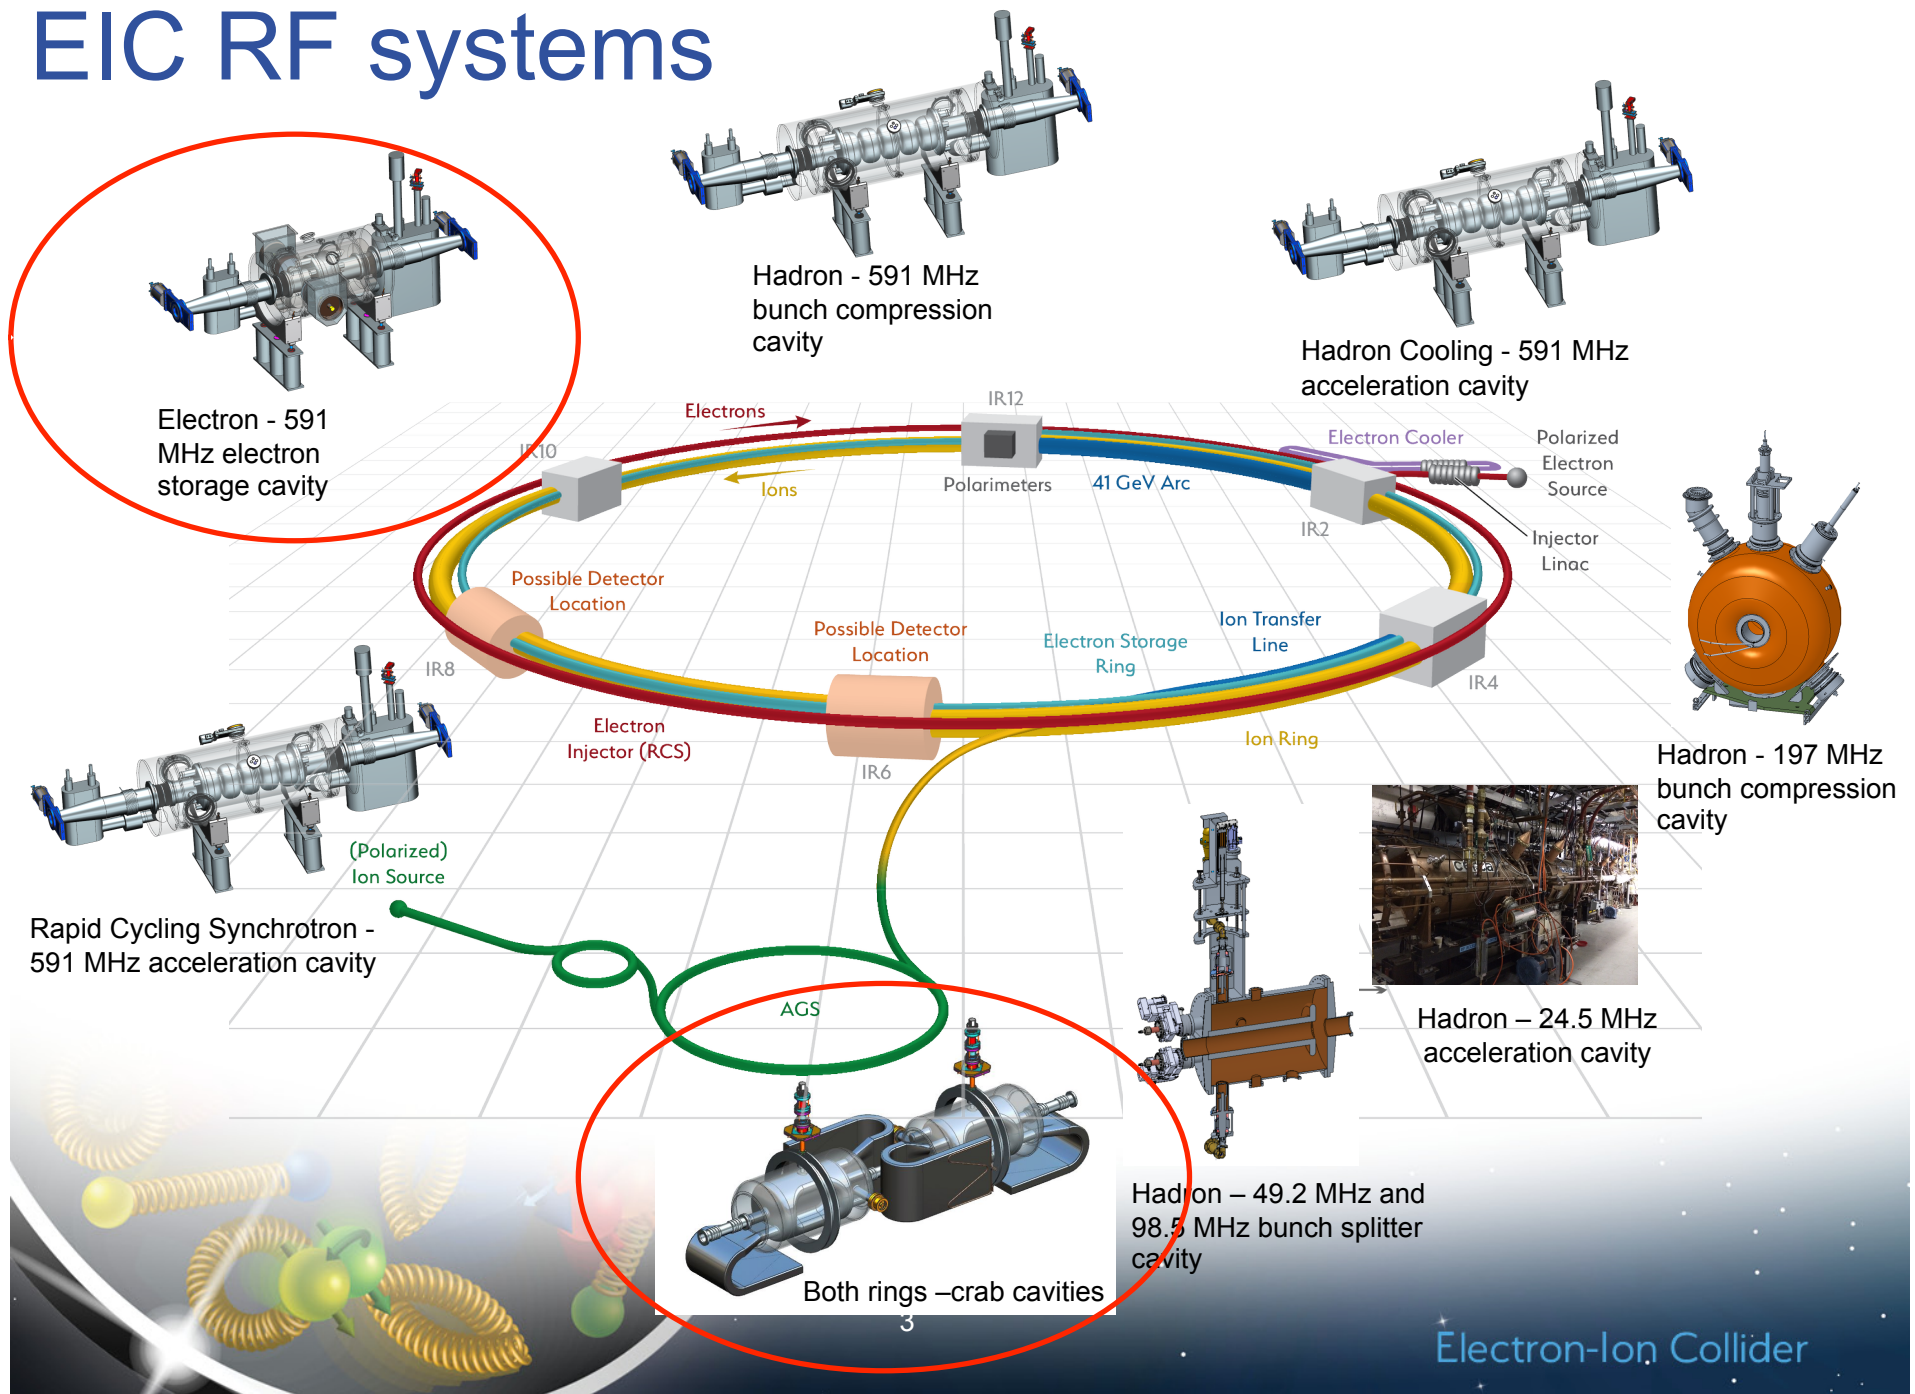 EIC RF systems
Hadron - 591 MHz
bunch compression
cavity
Hadron Cooling - 591 MHz
acceleration cavity
Electron - 591
MHz electron
storage cavity
Electrons
IR12
IR10
Ions
Polarimeters
41 GeV Arc
Electron Cooler
Polarized
Electron
Source
IR2
Injector
Linac
Possible Detector
Location
Possible Detector
Location
Electron Storage
Ring
Ion Transfer
Line
IR8
IR4
Electron
Injector (RCS)
IR6
Ion Ring
Hadron - 197 MHz
bunch compression
cavity
(Polarized)
Ion Source
Rapid Cycling Synchrotron -
591 MHz acceleration cavity
AGS
Hadron – 24.5 MHz
acceleration cavity
Hadron – 49.2 MHz and
98.5 MHz bunch splitter
cavity
Both rings –crab cavities
3
Electron-Ion Collider